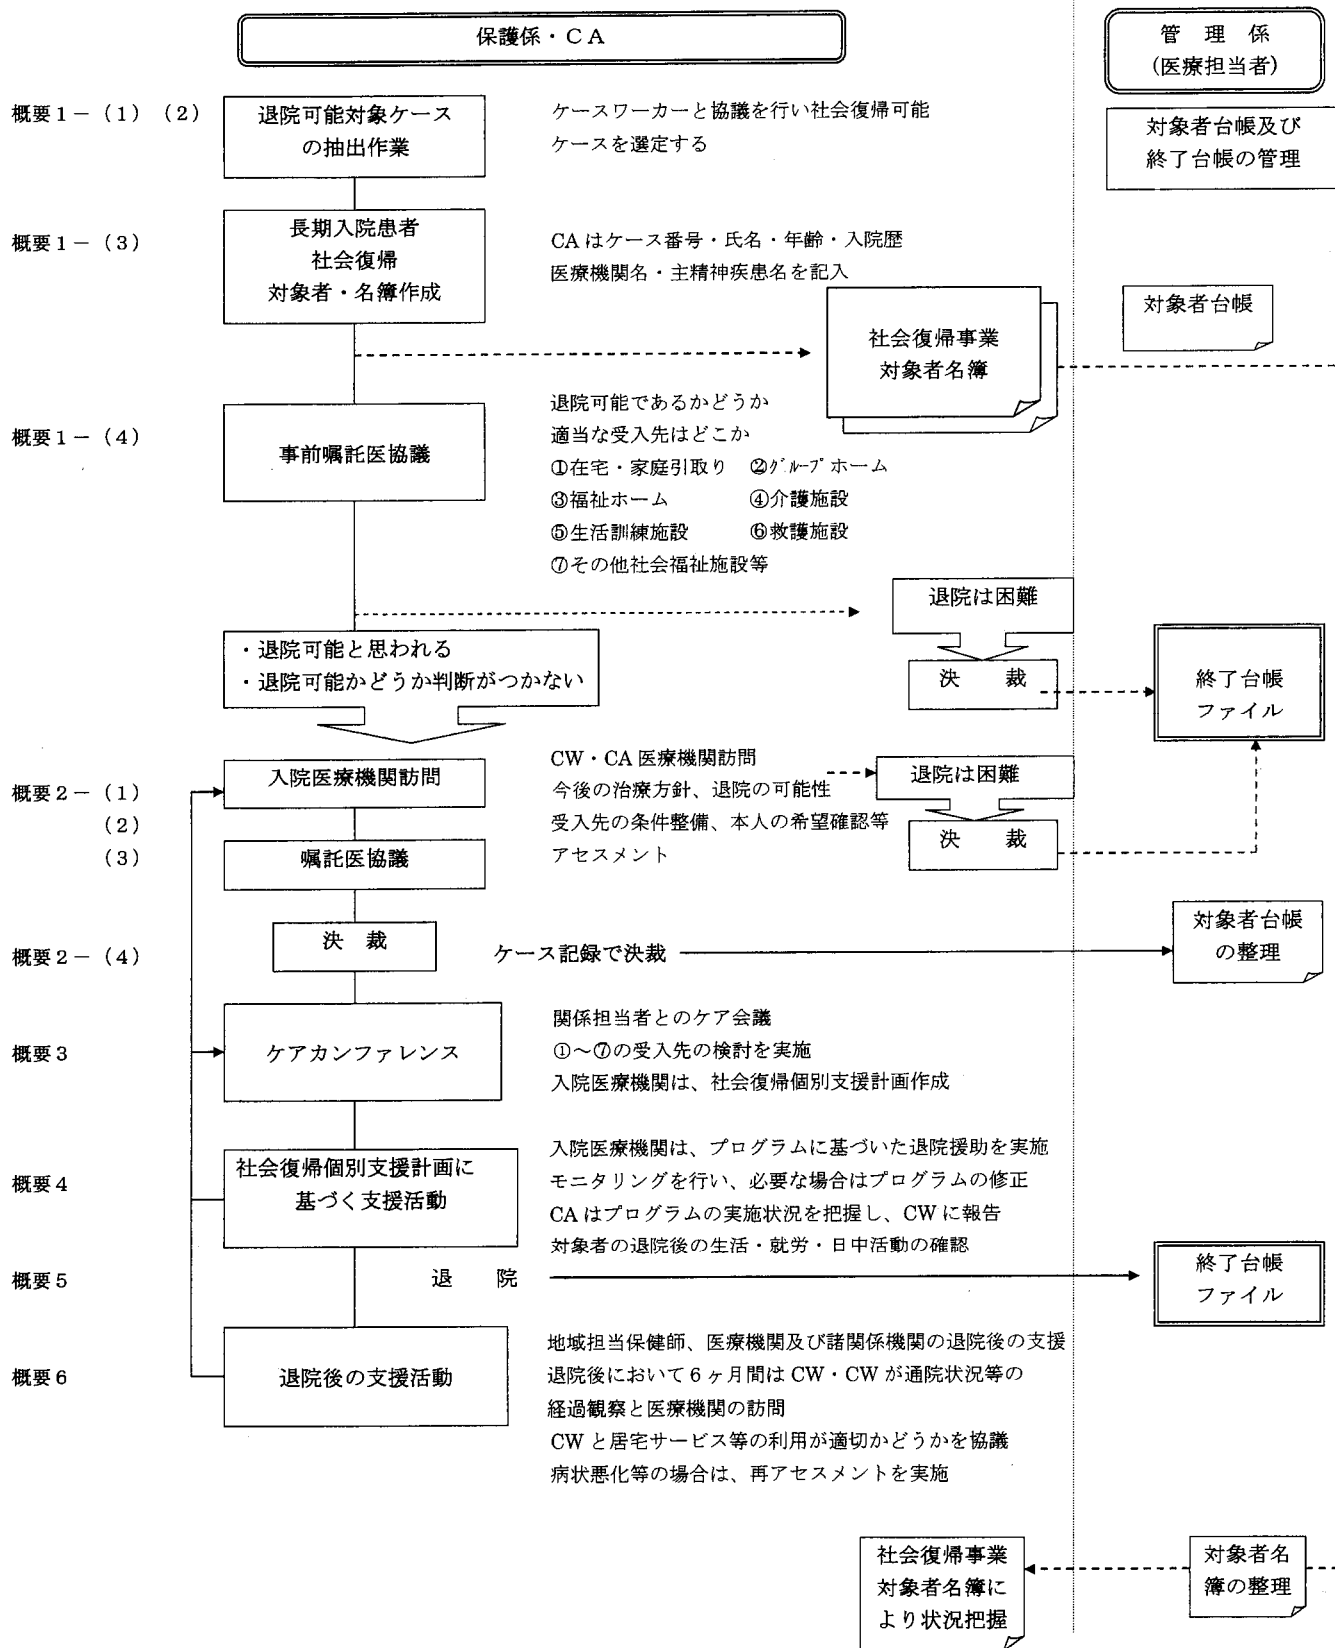 保護係・CA
管 理 係
(医療担当者)
概要1－(1) (2)
退院可能対象ケース
の抽出作業
ケースワーカーと協議を行い社会復帰可能
ケースを選定する
対象者台帳及び
終了台帳の管理
概要1－(3)
長期入院患者
社会復帰
対象者・名簿作成
CAはケース番号・氏名・年齢・入院歴
医療機関名・主精神疾患名を記入
社会復帰事業
対象者名簿
対象者台帳
概要1－(4)
事前嘱託医協議
退院可能であるかどうか
適当な受入先はどこか
①在宅・家庭引取り ②グループホーム
③福祉ホーム ④介護施設
⑤生活訓練施設 ⑥救護施設
⑦その他社会福祉施設等
退院は困難
決 裁
終了台帳
ファイル
・退院可能と思われる
・退院可能かどうか判断がつかない
概要2－(1)
(2)
(3)
入院医療機関訪問
嘱託医協議
CW・CA医療機関訪問
今後の治療方針、退院の可能性
受入先の条件整備、本人の希望確認等
アセスメント
退院は困難
決 裁
概要2－(4)
決 裁
ケース記録で決裁
対象者台帳
の整理
概要3
ケアカンファレンス
関係担当者とのケア会議
①～⑦の受入先の検討を実施
入院医療機関は、社会復帰個別支援計画作成
概要4
社会復帰個別支援計画に
基づく支援活動
入院医療機関は、プログラムに基づいた退院援助を実施
モニタリングを行い、必要な場合はプログラムの修正
CAはプログラムの実施状況を把握し、CWに報告
対象者の退院後の生活・就労・日中活動の確認
概要5
退 院
終了台帳
ファイル
概要6
退院後の支援活動
地域担当保健師、医療機関及び諸関係機関の退院後の支援
退院後において6ヶ月間はCW・CWが通院状況等の
経過観察と医療機関の訪問
CWと居宅サービス等の利用が適切かどうかを協議
病状悪化等の場合は、再アセスメントを実施
社会復帰事業
対象者名簿に
より状況把握
対象者名
簿の整理